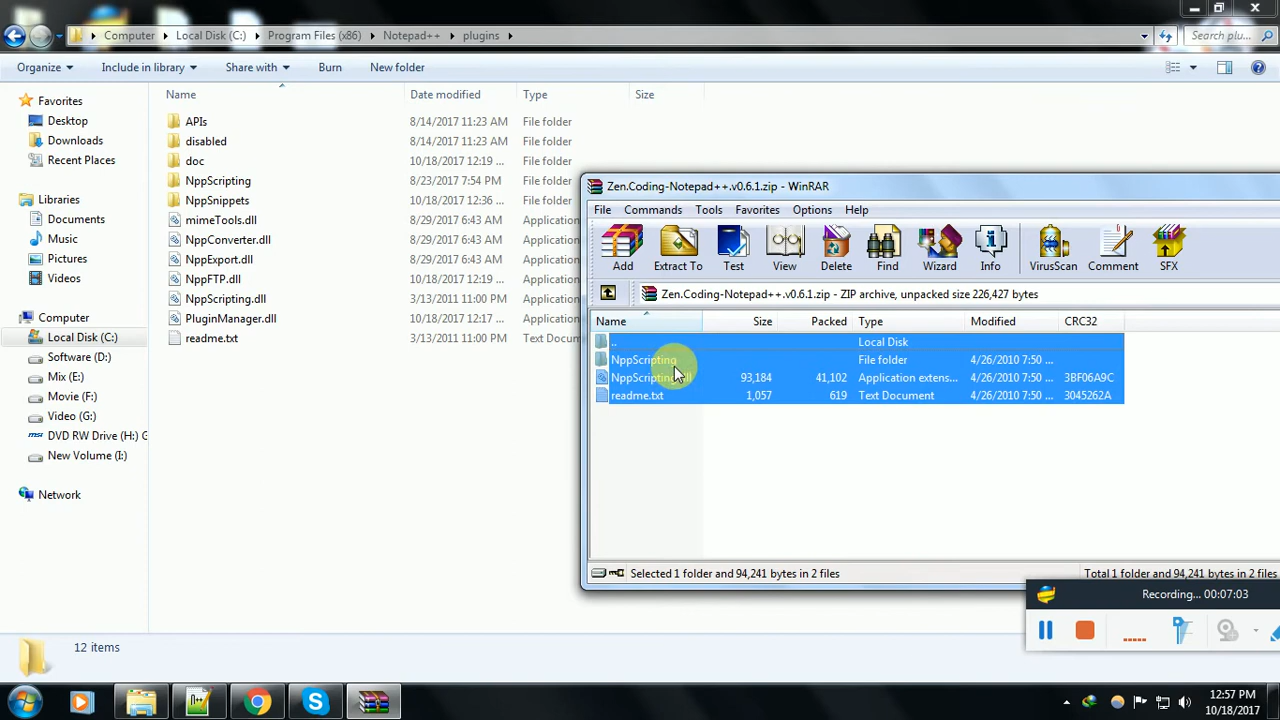 Computer Local Disk (C:) Program Files (x86) Notepad++ plugins Search plu...
Organize Include in library Share with Burn New folder
Name Date modified Type Size
Favorites
Desktop
Downloads
Recent Places
Libraries
Documents
Music
Pictures
Videos
Computer
Local Disk (C:)
Software (D:)
Mix (E:)
Movie (F:)
Video (G:)
DVD RW Drive (H:) G
New Volume (I:)
Network
APIs 8/14/2017 11:23 AM File folder
disabled 8/14/2017 11:23 AM File folder
doc 10/18/2017 12:19 ... File folder
NppScripting 8/23/2017 7:54 PM File folder
NppSnippets 10/18/2017 12:36 ... File folder
mimeTools.dll 8/29/2017 6:43 AM Application
NppConverter.dll 8/29/2017 6:43 AM Application
NppExport.dll 8/29/2017 6:43 AM Application
NppFTP.dll 10/18/2017 12:19 ... Application
NppScripting.dll 3/13/2011 11:00 PM Application
PluginManager.dll 10/18/2017 12:17 ... Application
readme.txt 3/13/2011 11:00 PM Text Docum
Zen.Coding-Notepad++.v0.6.1.zip - WinRAR
File Commands Tools Favorites Options Help
Add Extract To Test View Delete Find Wizard Info VirusScan Comment SFX
Zen.Coding-Notepad++.v0.6.1.zip - ZIP archive, unpacked size 226,427 bytes
Name Size Packed Type Modified CRC32
.. Local Disk
NppScripting File folder 4/26/2010 7:50 ...
NppScripting.dll 93,184 41,102 Application extens... 4/26/2010 7:50 ... 3BF06A9C
readme.txt 1,057 619 Text Document 4/26/2010 7:50 ... 3045262A
Selected 1 folder and 94,241 bytes in 2 files Total 1 folder and 94,241 bytes in 2 files
Recording... 00:07:03
12 items
12:57 PM
10/18/2017